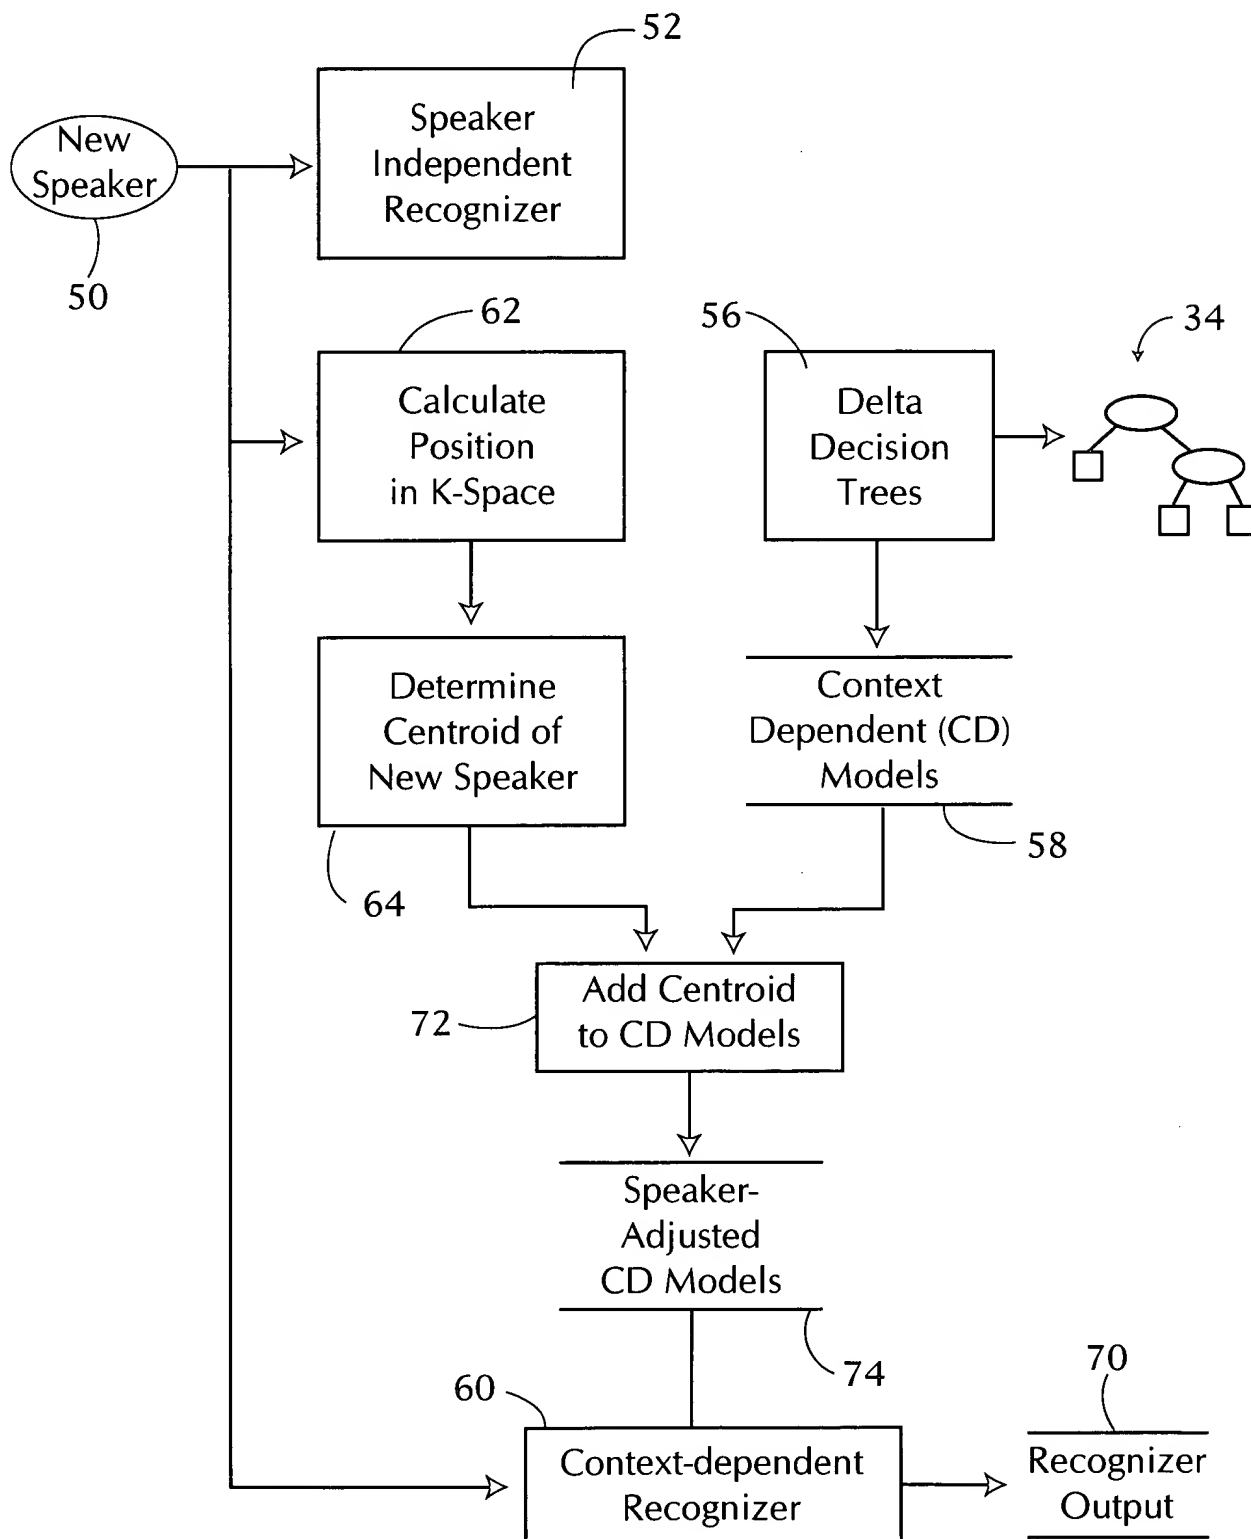 52
New
Speaker
50
Speaker
Independent
Recognizer
62
Calculate
Position
in K-Space
56
Delta
Decision
Trees
34
Determine
Centroid of
New Speaker
64
Context
Dependent (CD)
Models
58
72
Add Centroid
to CD Models
Speaker-
Adjusted
CD Models
74
60
Context-dependent
Recognizer
70
Recognizer
Output